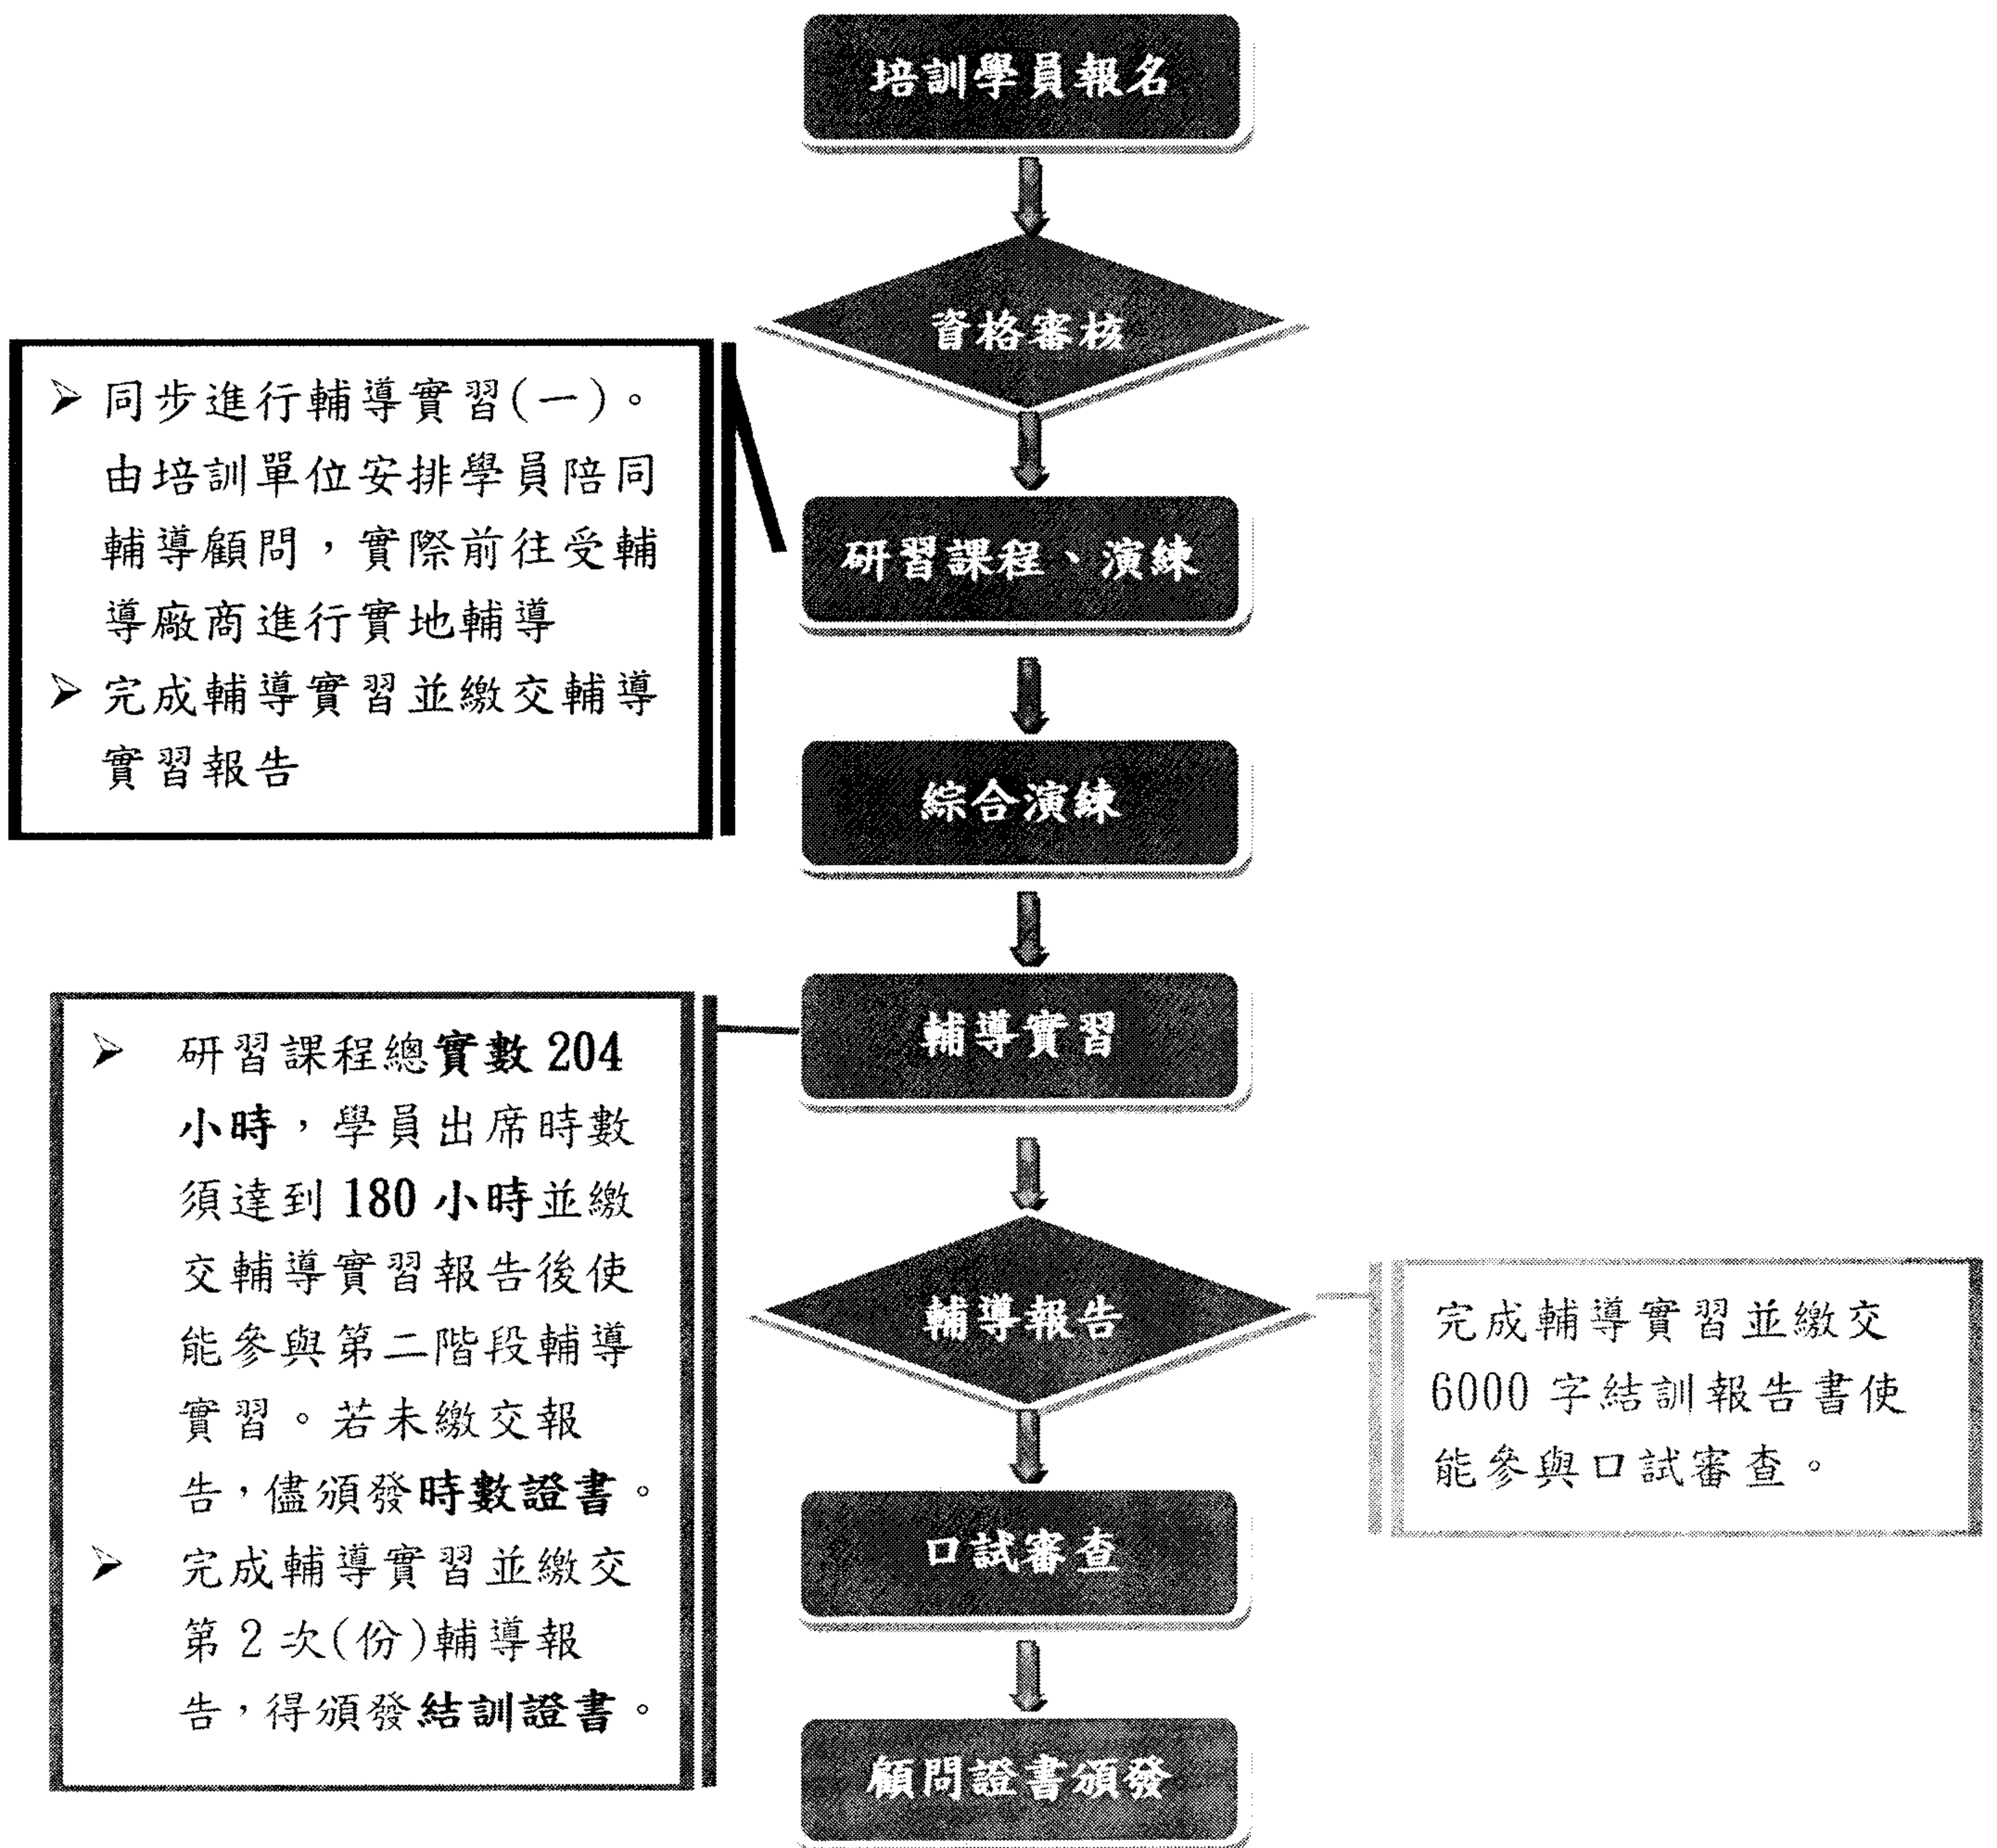 培訓學員報名
資格審核
➢ 同步進行輔導實習(一)。
由培訓單位安排學員陪同
輔導顧問，實際前往受輔
導廠商進行實地輔導
➢ 完成輔導實習並繳交輔導
實習報告
研習課程、演練
綜合演練
輔導實習
➢ 研習課程總實數 204
小時，學員出席時數
須達到 180 小時並繳
交輔導實習報告後使
能參與第二階段輔導
實習。若未繳交報
告，儘頒發時數證書。
➢ 完成輔導實習並繳交
第 2 次(份)輔導報
告，得頒發結訓證書。
輔導報告
完成輔導實習並繳交
6000 字結訓報告書使
能參與口試審查。
口試審查
顧問證書頒發